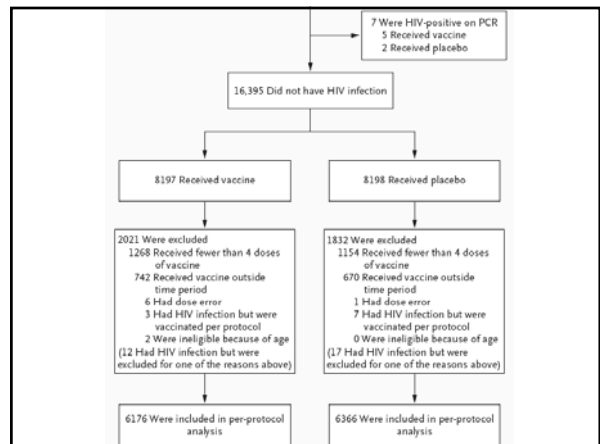 7 Were HIV-positive on PCR
5 Received vaccine
2 Received placebo
16,395 Did not have HIV infection
8197 Received vaccine
8198 Received placebo
2021 Were excluded
1268 Received fewer than 4 doses
of vaccine
742 Received vaccine outside
time period
6 Had dose error
3 Had HIV infection but were
vaccinated per protocol
2 Were ineligible because of age
(12 Had HIV infection but were
excluded for one of the reasons above)
1832 Were excluded
1154 Received fewer than 4 doses
of vaccine
670 Received vaccine outside
time period
1 Had dose error
7 Had HIV infection but were
vaccinated per protocol
0 Were ineligible because of age
(17 Had HIV infection but were
excluded for one of the reasons above)
6176 Were included in per-protocol
analysis
6366 Were included in per-protocol
analysis